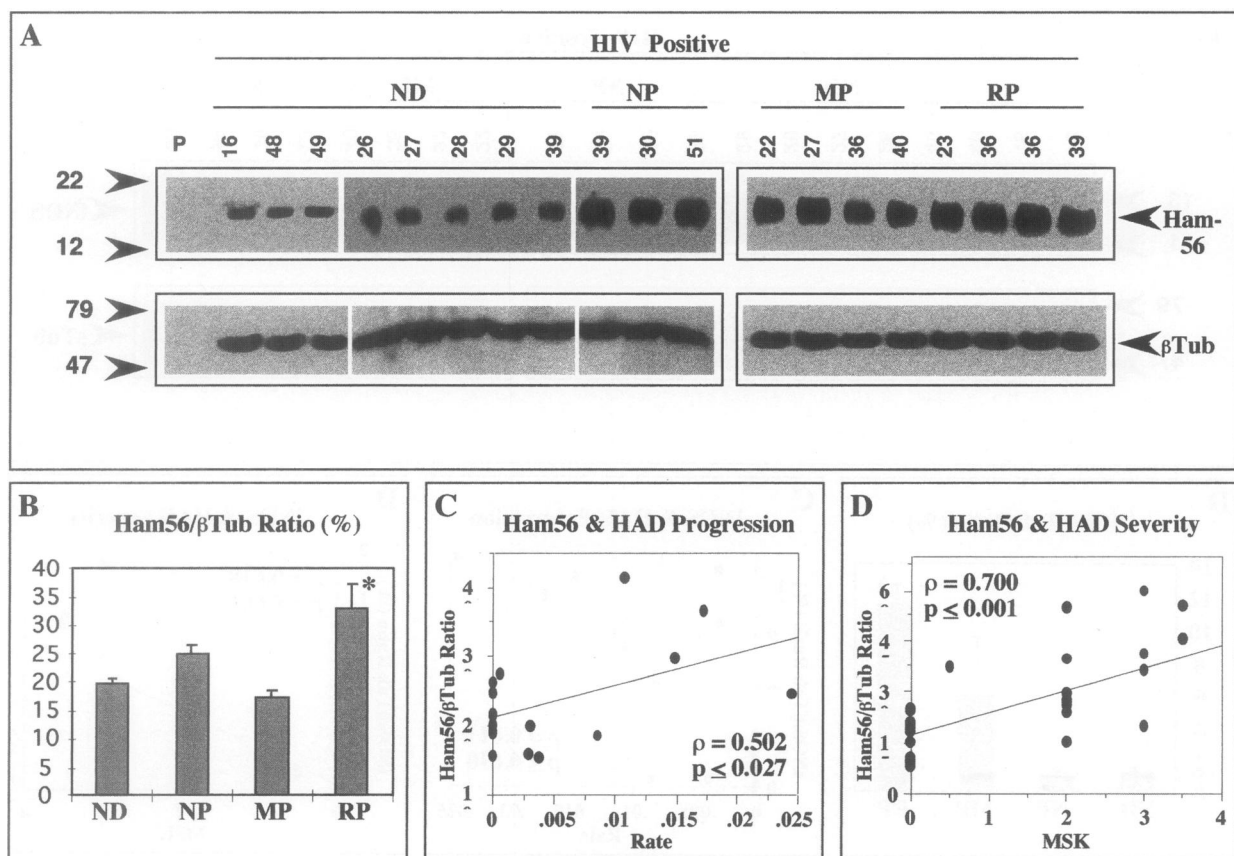 A
HIV Positive
ND NP MP RP
P 16 48 49 26 27 28 29 39 39 30 51 22 27 36 40 23 36 36 39
22
12
Ham-
56
79
47
βTub
B
Ham56/βTub Ratio (%)
40
35
30
25
20
15
10
5
0
*
ND NP MP RP
C
Ham56 & HAD Progression
Ham56/βTub Ratio
4
3
2
1
ρ = 0.502
p ≤ 0.027
0 .005 .01 .015 .02 .025
Rate
D
Ham56 & HAD Severity
Ham56/βTub Ratio
ρ = 0.700
p ≤ 0.001
6
4
3
1
0
0 1 2 3 4
MSK